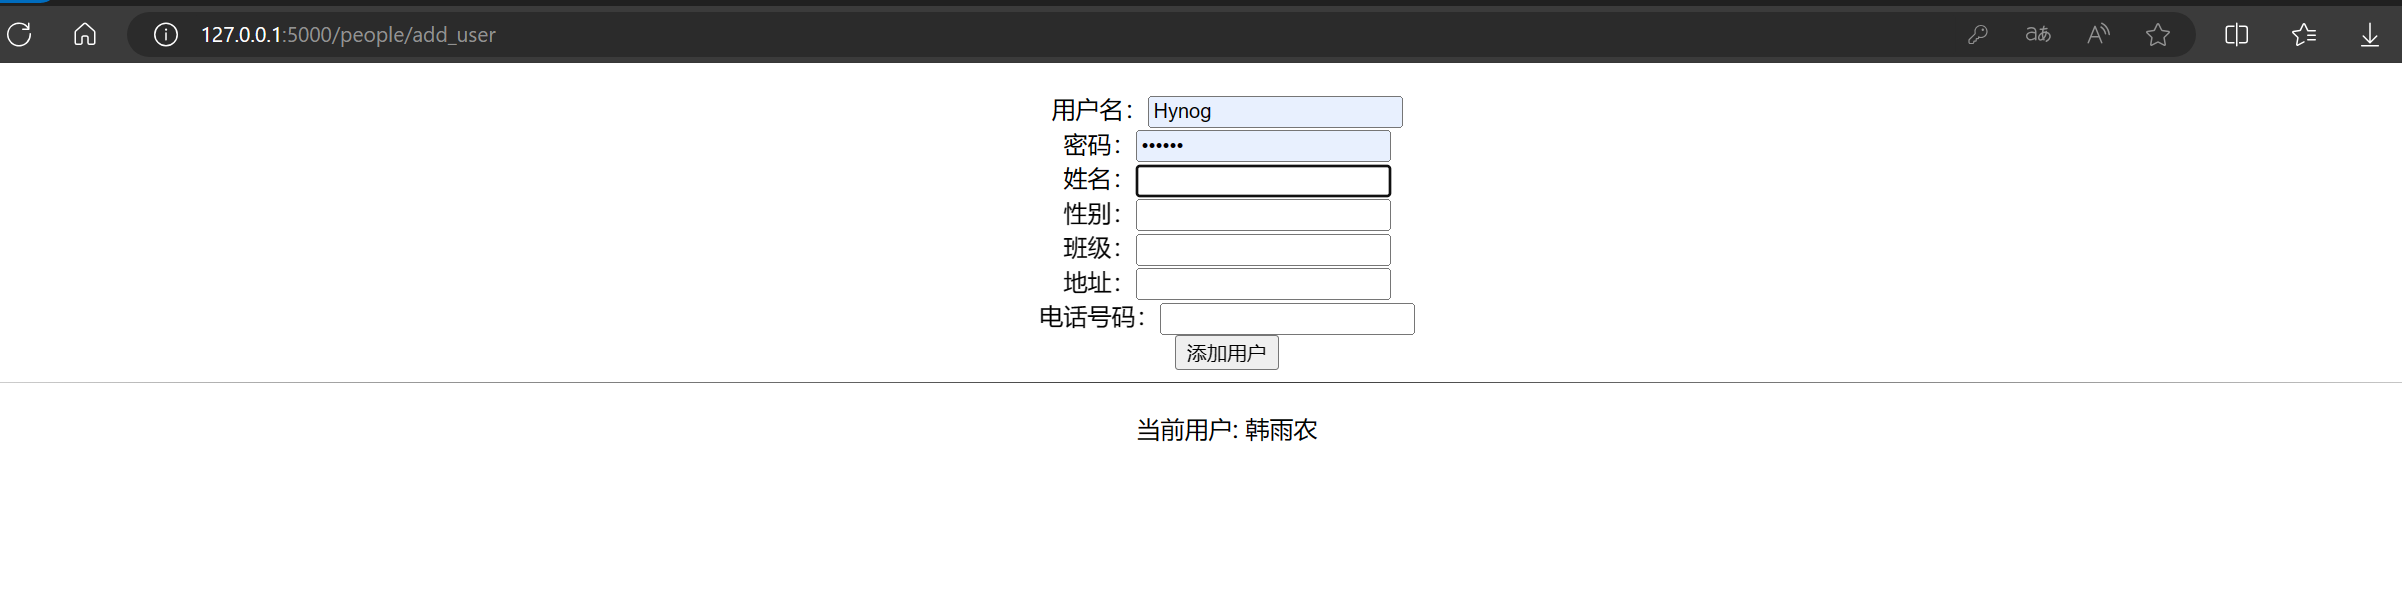 127.0.0.1:5000/people/add_user
用户名：Hynog
密码：••••••
姓名：
性别：
班级：
地址：
电话号码：
添加用户
当前用户: 韩雨农